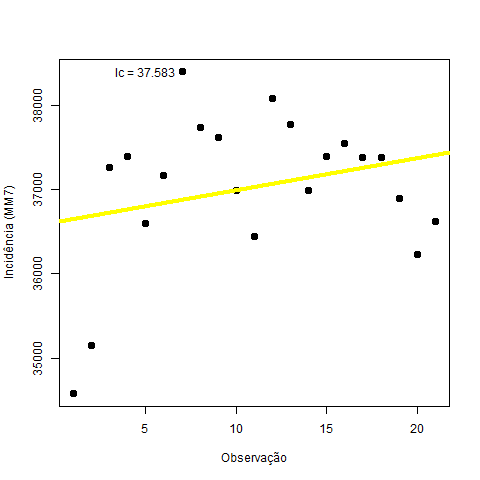 Ic = 37.583
38000
37000
36000
35000
Incidência (MM7)
5 10 15 20
Observação